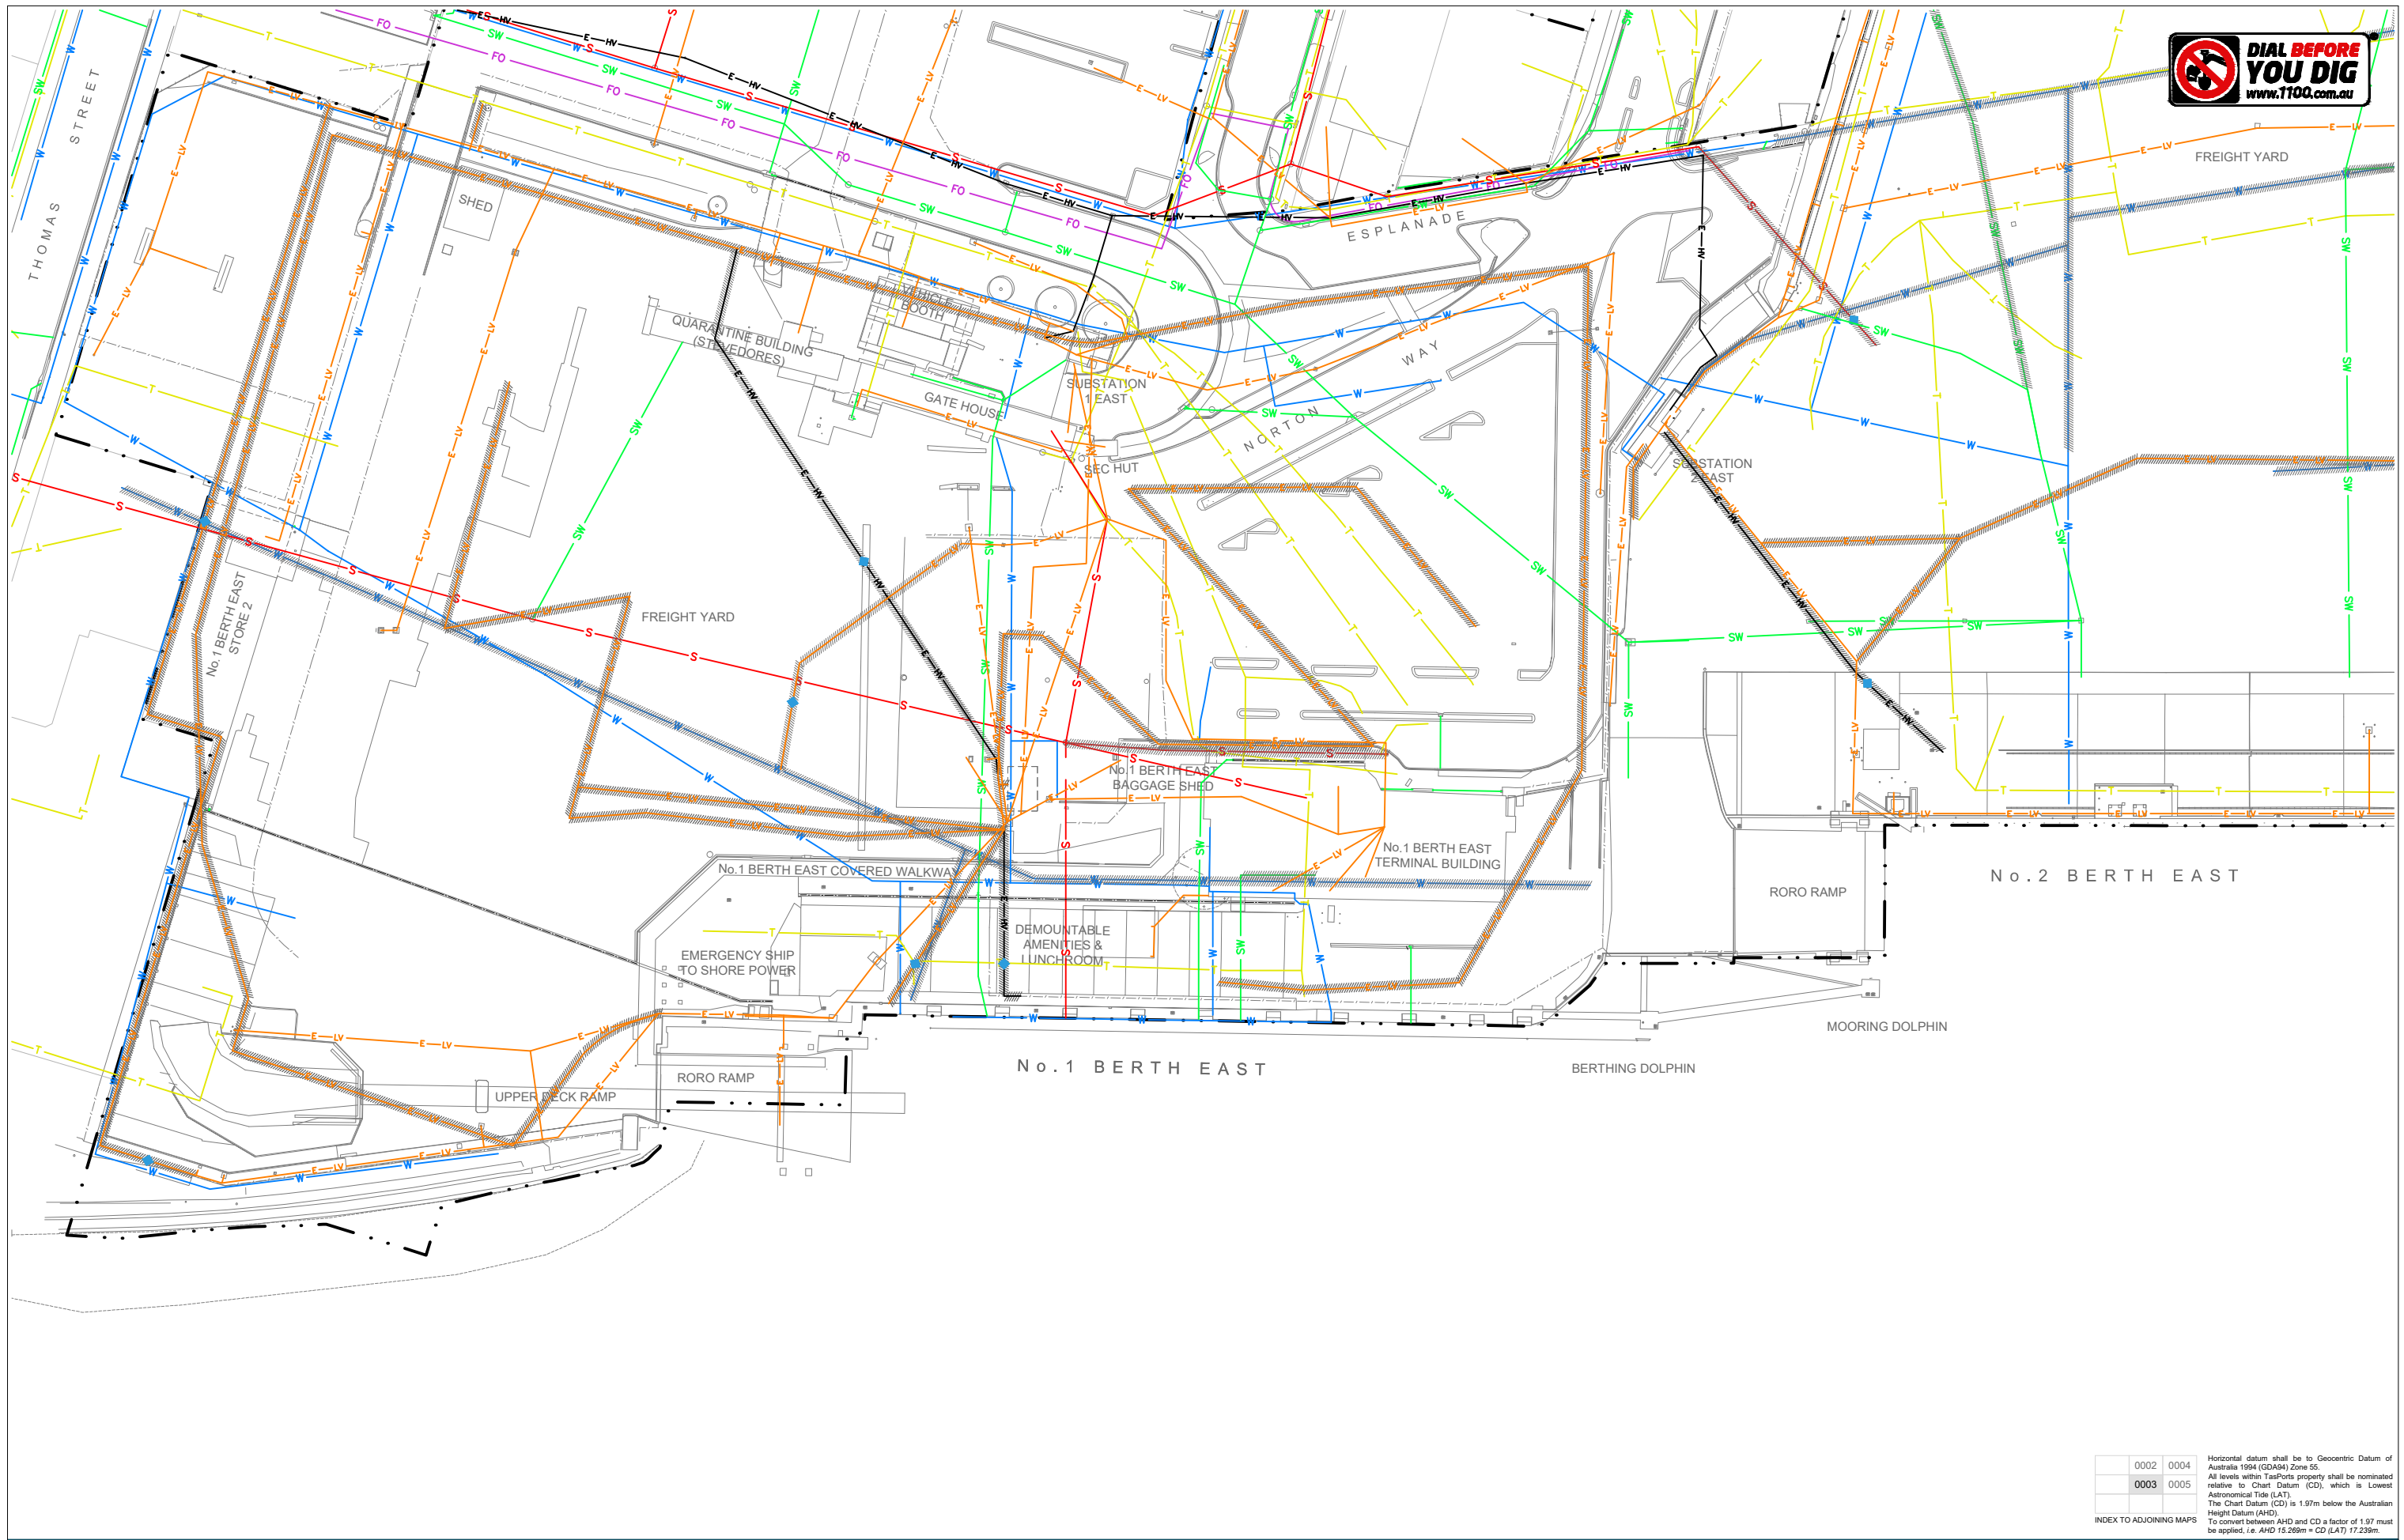 DIAL BEFORE
YOU DIG
www.1100.com.au
THOMAS STREET
SHED
FREIGHT YARD
ESPLANADE
VEHICLE
BOOTH
QUARANTINE BUILDING
(STEVEDORES)
SUBSTATION
1 EAST
GATE HOUSE
NORTON WAY
SEC HUT
SUBSTATION
2 EAST
No.1 BERTH EAST
STORE 2
FREIGHT YARD
No.1 BERTH EAST
BAGGAGE SHED
No.1 BERTH EAST
TERMINAL BUILDING
No.1 BERTH EAST COVERED WALKWAY
RORO RAMP
No.2 BERTH EAST
DEMOUNTABLE
AMENITIES &
LUNCHROOM
EMERGENCY SHIP
TO SHORE POWER
MOORING DOLPHIN
No.1 BERTH EAST
BERTHING DOLPHIN
RORO RAMP
UPPER DECK RAMP
E
HV
E
LV
W
S
SW
FO
T
0002 0004
0003 0005
INDEX TO ADJOINING MAPS
Horizontal datum shall be to Geocentric Datum of
Australia 1994 (GDA94) Zone 55.
All levels within TasPorts property shall be nominated
relative to Chart Datum (CD), which is Lowest
Astronomical Tide (LAT).
The Chart Datum (CD) is 1.97m below the Australian
Height Datum (AHD).
To convert between AHD and CD a factor of 1.97 must
be applied, i.e. AHD 15.269m = CD (LAT) 17.239m.